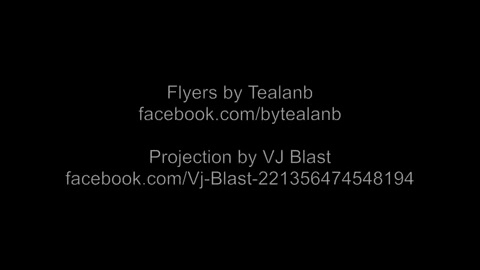 Flyers by Tealanb
facebook.com/bytealanb
Projection by VJ Blast
facebook.com/Vj-Blast-221356474548194